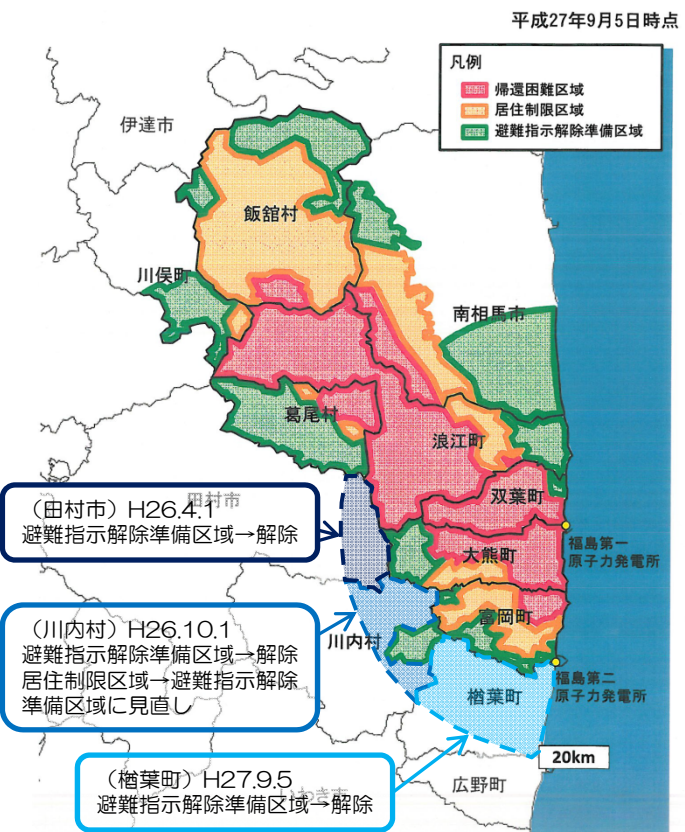 平成27年9月5日時点
凡例
帰還困難区域
居住制限区域
避難指示解除準備区域
伊達市
飯舘村
川俣町
南相馬市
葛尾村
浪江町
田村市
（田村市）H26.4.1
避難指示解除準備区域→解除
双葉町
福島第一
原子力発電所
大熊町
富岡町
（川内村）H26.10.1
避難指示解除準備区域→解除
居住制限区域→避難指示解除
準備区域に見直し
川内村
福島第二
原子力発電所
楢葉町
20km
（楢葉町）H27.9.5
避難指示解除準備区域→解除
いわき市
広野町